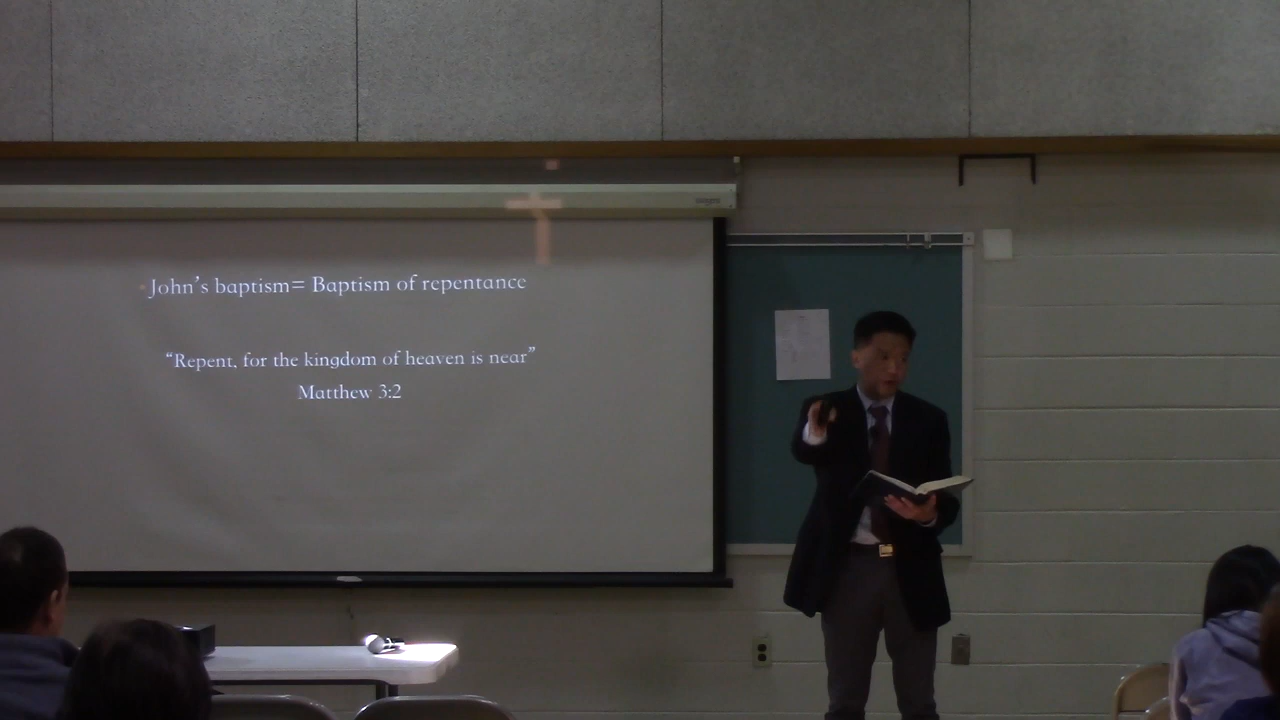 John's baptism= Baptism of repentance
"Repent, for the kingdom of heaven is near"
Matthew 3:2